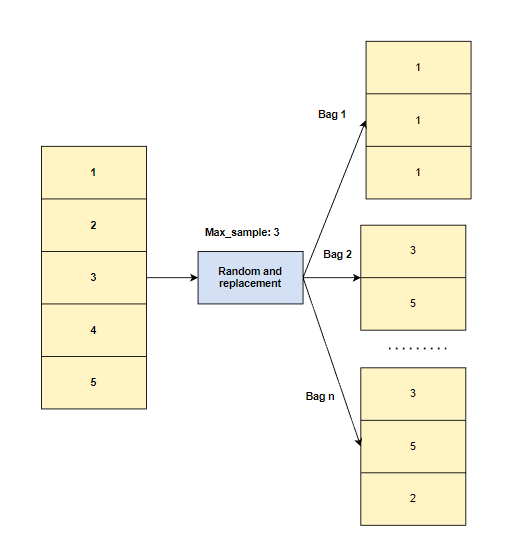 1
2
3
4
5
Max_sample: 3
Random and
replacement
Bag 1
1
1
1
Bag 2
3
5
.........
Bag n
3
5
2